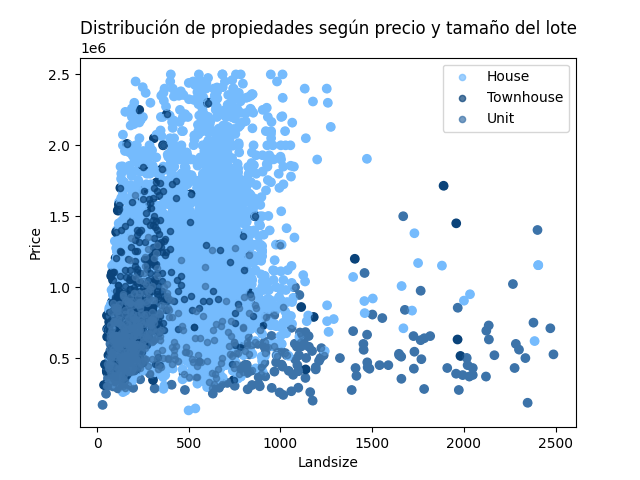 Distribución de propiedades según precio y tamaño del lote
1e6
2.5
2.0
1.5
1.0
0.5
Price
House
Townhouse
Unit
0 500 1000 1500 2000 2500
Landsize